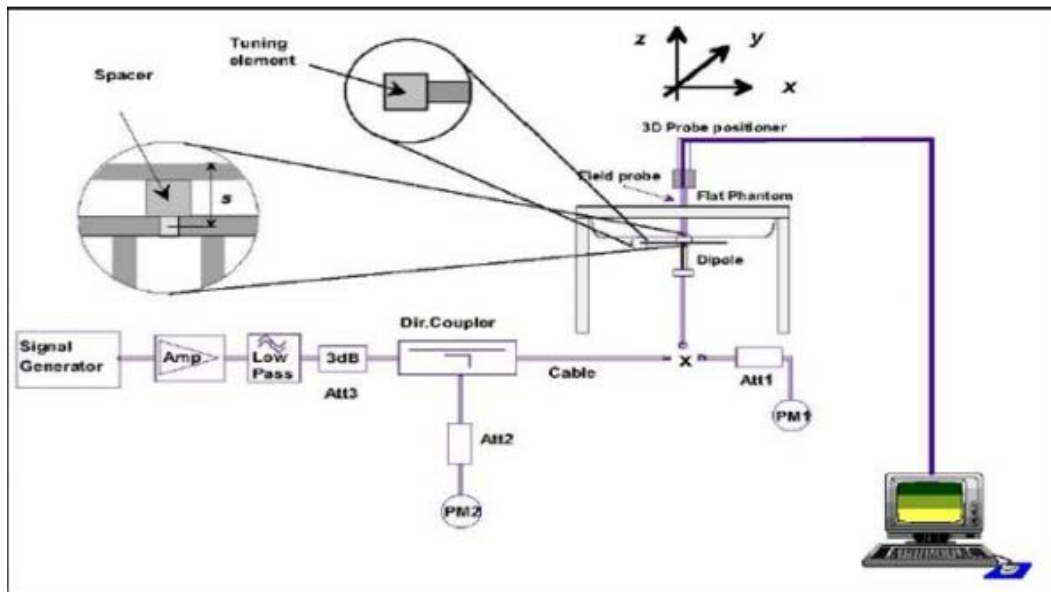 Tuning
element
Spacer
s
z
y
x
3D Probe positioner
Field probe
Flat Phantom
Dipole
Signal
Generator
Amp
Low
Pass
3dB
Att3
Dir.Coupler
Cable
x
Att1
PM1
Att2
PM2